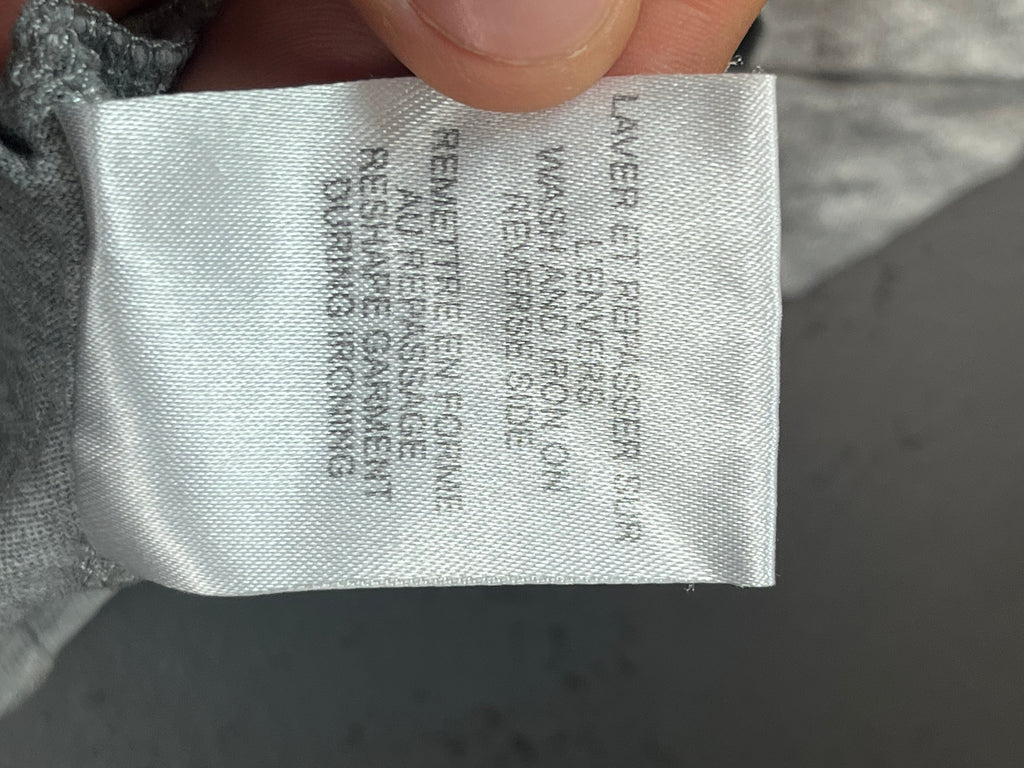 LAVER ET REPASSER SUR
L ENVERS
WASH AND IRON ON
REVERSE SIDE
REMETTRE EN FORME
AU REPASSAGE
RESHAPE GARMENT
DURING IRONING